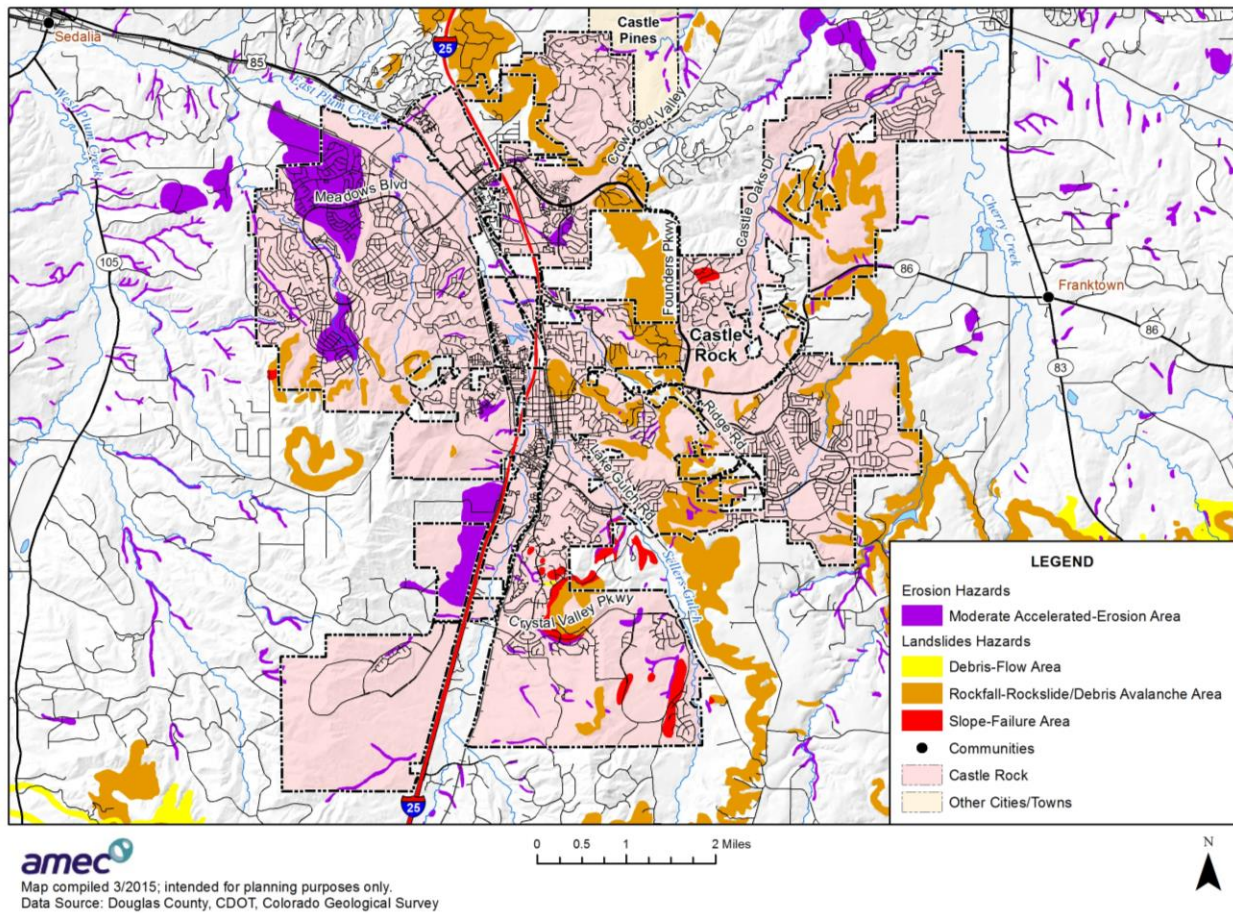 Sedalia
85
25
Castle
Pines
East Plum Creek
West Plum Creek
Crowfood Valley
Meadows Blvd
Castle Oaks Dr
Cherry Creek
105
Founders Pkwy
86
Franktown
86
Castle
Rock
83
Ridge Rd
Lake Gulch Rd
Sellers Gulch
Crystal Valley Pkwy
25
LEGEND
Erosion Hazards
Moderate Accelerated-Erosion Area
Landslides Hazards
Debris-Flow Area
Rockfall-Rockslide/Debris Avalanche Area
Slope-Failure Area
Communities
Castle Rock
Other Cities/Towns
amec
0 0.5 1 2 Miles
N
Map compiled 3/2015; intended for planning purposes only.
Data Source: Douglas County, CDOT, Colorado Geological Survey